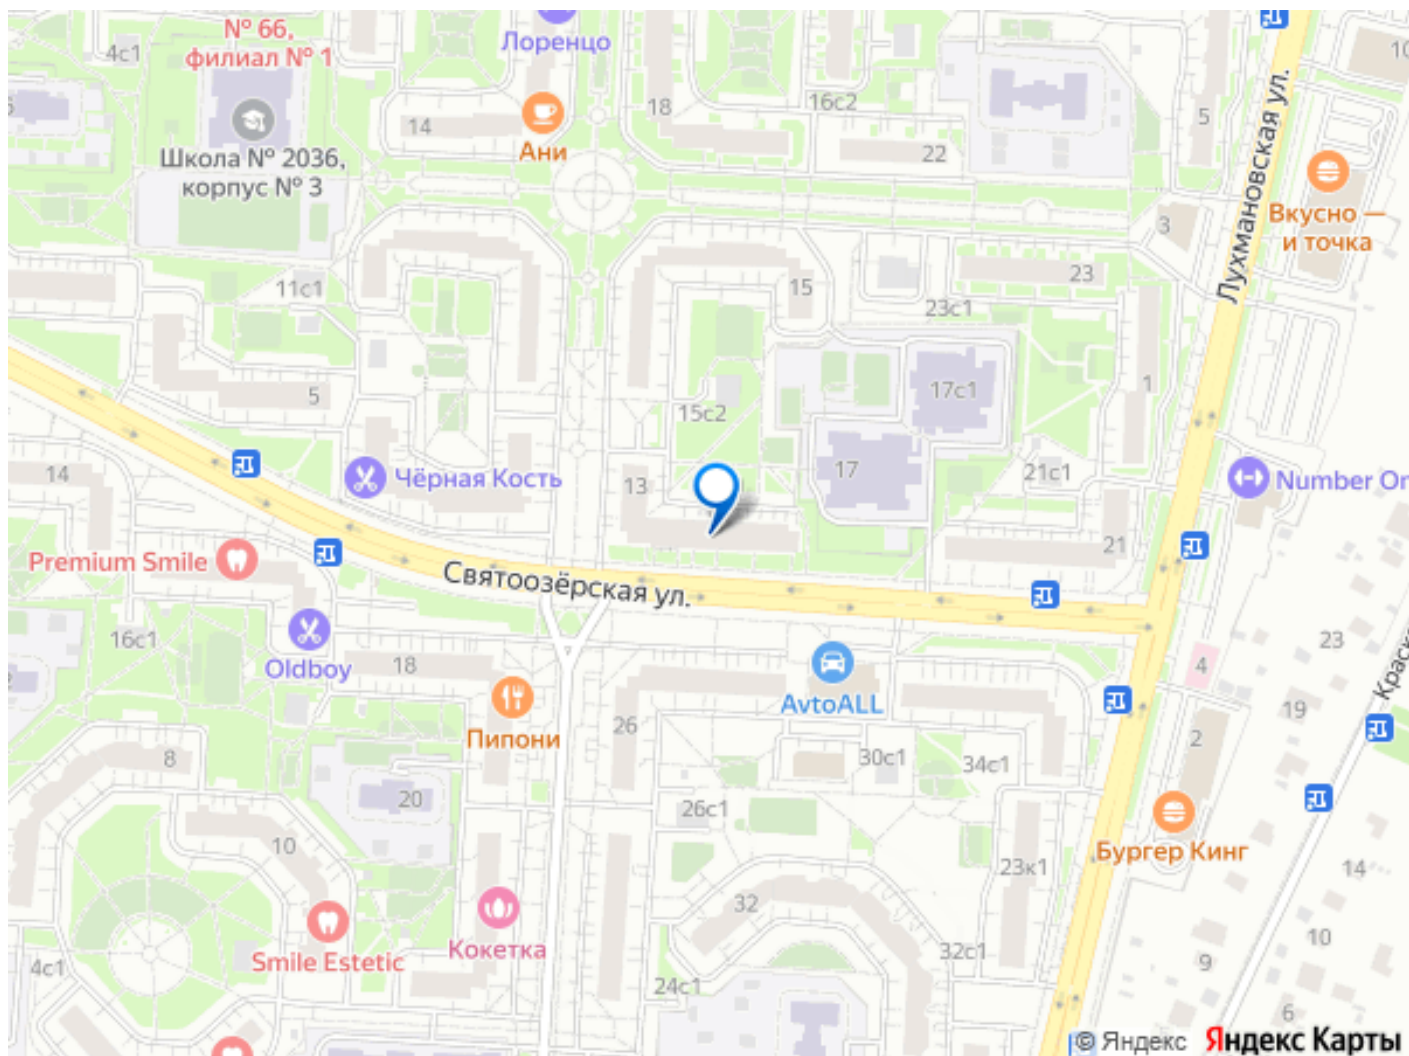 № 66,
филиал № 1
4с1
Лоренцо
14
Ани
18
16с2
22
5
10
Лухмановская ул.
Вкусно —
и точка
Школа № 2036,
корпус № 3
3
11с1
15
23
23с1
5
15с2
17с1
1
14
Чёрная Кость
13
17
21с1
Number On
Premium Smile
21
Святоозёрская ул.
16с1
Oldboy
18
AvtoALL
4
23
Краск
Пипони
26
19
2
8
30с1
34с1
20
26с1
10
Бургер Кинг
23к1
14
32
Кокетка
Smile Estetic
4с1
32с1
10
9
24с1
6
© Яндекс Яндекс Карты